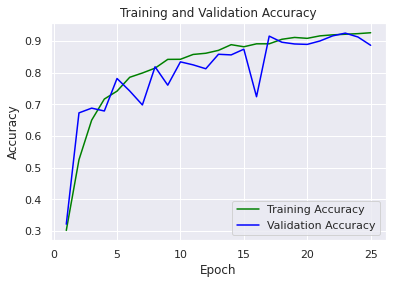 Training and Validation Accuracy
Accuracy
0.9
0.8
0.7
0.6
0.5
0.4
0.3
0 5 10 15 20 25
Epoch
Training Accuracy
Validation Accuracy